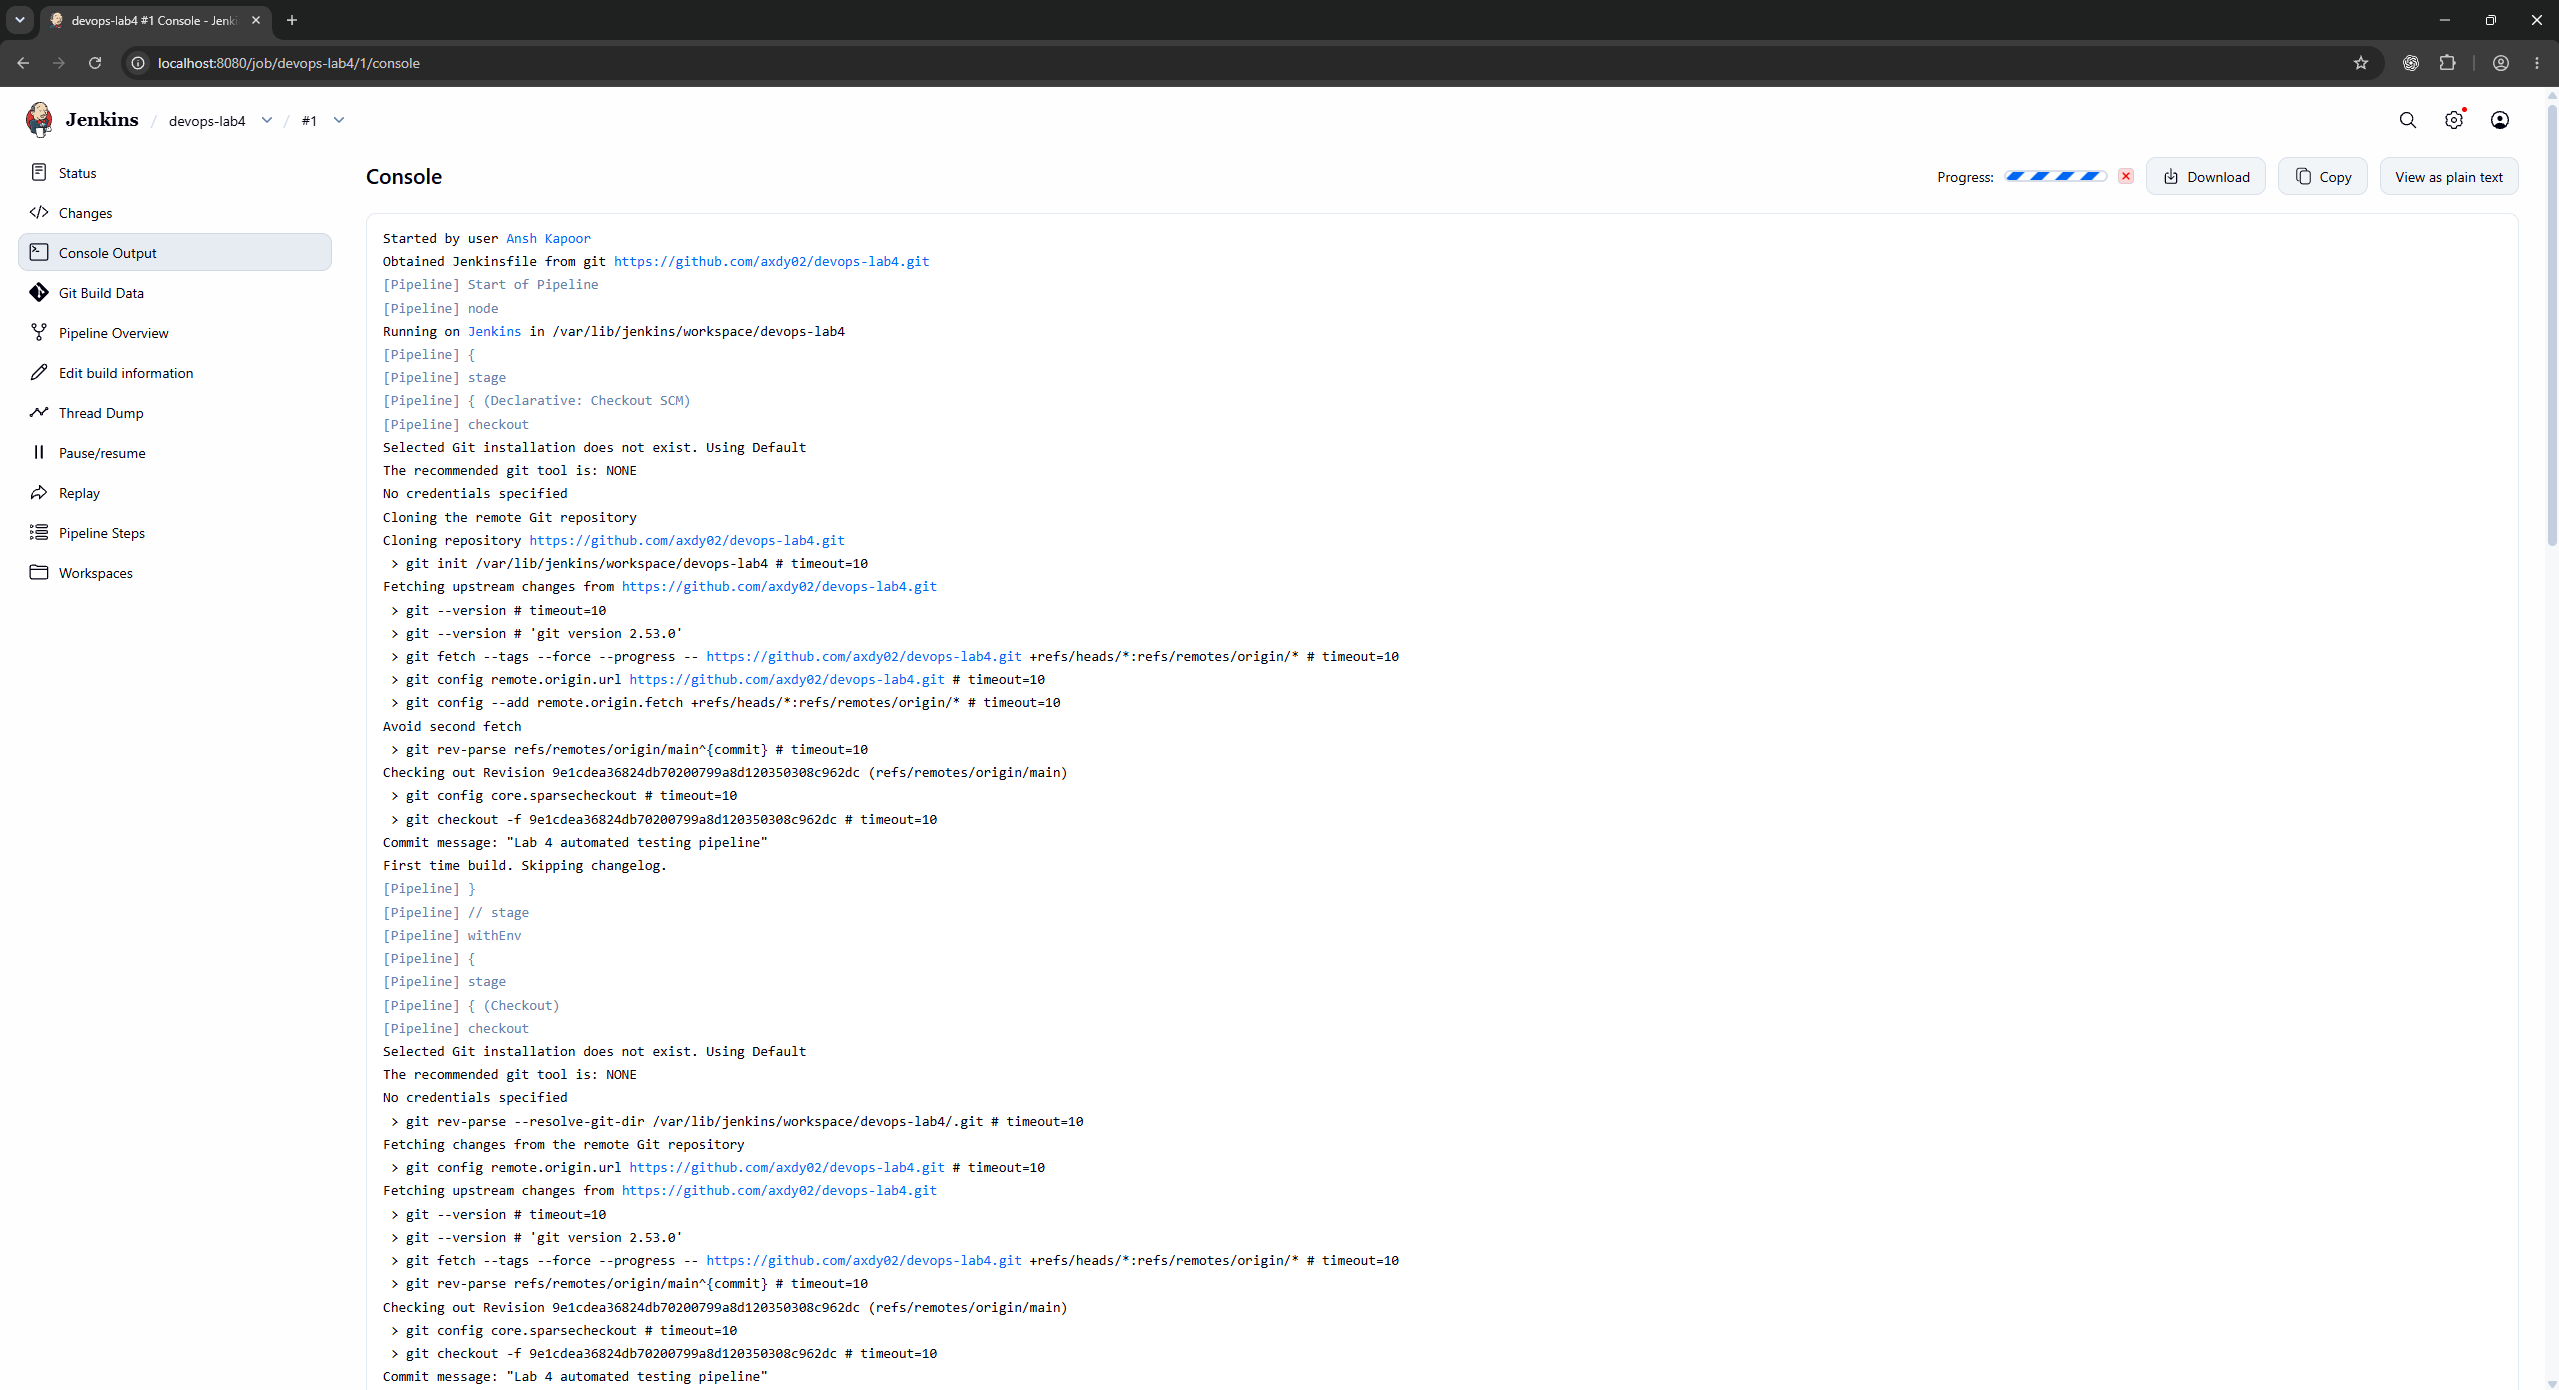 devops-lab4 #1 Console - Jenki
localhost:8080/job/devops-lab4/1/console
Jenkins / devops-lab4 / #1
Status
Changes
Console Output
Git Build Data
Pipeline Overview
Edit build information
Thread Dump
Pause/resume
Replay
Pipeline Steps
Workspaces
Console
Progress:
Download
Copy
View as plain text
Started by user Ansh Kapoor
Obtained Jenkinsfile from git https://github.com/axdy02/devops-lab4.git
[Pipeline] Start of Pipeline
[Pipeline] node
Running on Jenkins in /var/lib/jenkins/workspace/devops-lab4
[Pipeline] {
[Pipeline] stage
[Pipeline] { (Declarative: Checkout SCM)
[Pipeline] checkout
Selected Git installation does not exist. Using Default
The recommended git tool is: NONE
No credentials specified
Cloning the remote Git repository
Cloning repository https://github.com/axdy02/devops-lab4.git
> git init /var/lib/jenkins/workspace/devops-lab4 # timeout=10
Fetching upstream changes from https://github.com/axdy02/devops-lab4.git
> git --version # timeout=10
> git --version # 'git version 2.53.0'
> git fetch --tags --force --progress -- https://github.com/axdy02/devops-lab4.git +refs/heads/*:refs/remotes/origin/* # timeout=10
> git config remote.origin.url https://github.com/axdy02/devops-lab4.git # timeout=10
> git config --add remote.origin.fetch +refs/heads/*:refs/remotes/origin/* # timeout=10
Avoid second fetch
> git rev-parse refs/remotes/origin/main^{commit} # timeout=10
Checking out Revision 9e1cdea36824db70200799a8d120350308c962dc (refs/remotes/origin/main)
> git config core.sparsecheckout # timeout=10
> git checkout -f 9e1cdea36824db70200799a8d120350308c962dc # timeout=10
Commit message: "Lab 4 automated testing pipeline"
First time build. Skipping changelog.
[Pipeline] }
[Pipeline] // stage
[Pipeline] withEnv
[Pipeline] {
[Pipeline] stage
[Pipeline] { (Checkout)
[Pipeline] checkout
Selected Git installation does not exist. Using Default
The recommended git tool is: NONE
No credentials specified
> git rev-parse --resolve-git-dir /var/lib/jenkins/workspace/devops-lab4/.git # timeout=10
Fetching changes from the remote Git repository
> git config remote.origin.url https://github.com/axdy02/devops-lab4.git # timeout=10
Fetching upstream changes from https://github.com/axdy02/devops-lab4.git
> git --version # timeout=10
> git --version # 'git version 2.53.0'
> git fetch --tags --force --progress -- https://github.com/axdy02/devops-lab4.git +refs/heads/*:refs/remotes/origin/* # timeout=10
> git rev-parse refs/remotes/origin/main^{commit} # timeout=10
Checking out Revision 9e1cdea36824db70200799a8d120350308c962dc (refs/remotes/origin/main)
> git config core.sparsecheckout # timeout=10
> git checkout -f 9e1cdea36824db70200799a8d120350308c962dc # timeout=10
Commit message: "Lab 4 automated testing pipeline"